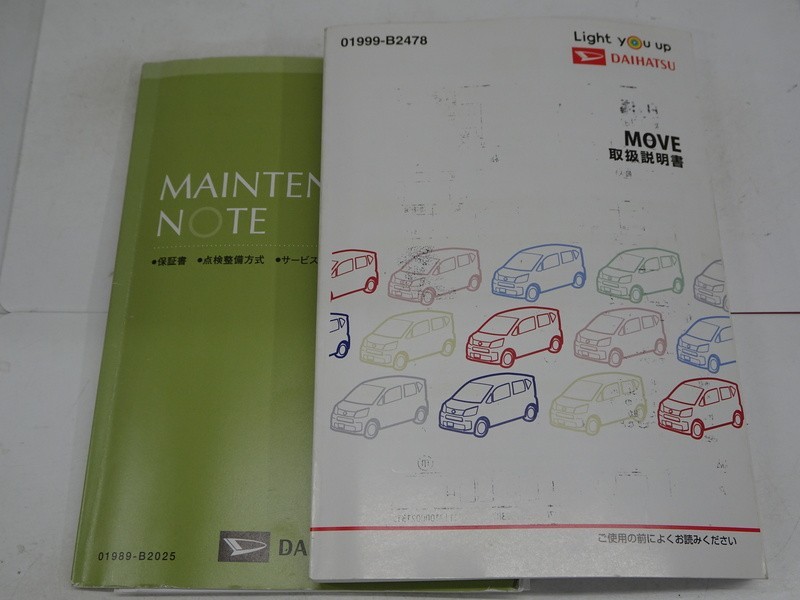 01999-B2478
Light you up
DAIHATSU
MOVE
取扱説明書
ご使用の前によくお読みください
MAINTEN
NOTE
●保証書 ●点検整備方式 ●サービス
01989-B2025
DA